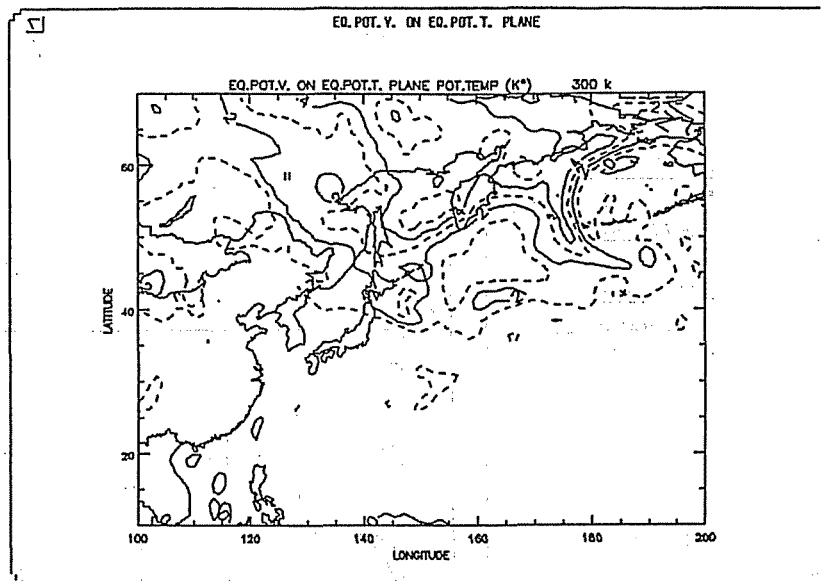 EQ.POT.V. ON EQ.POT.T. PLANE
EQ.POT.V. ON EQ.POT.T. PLANE POT.TEMP (K°) 300 k
60
40
20
LATITUDE
100 120 140 160 180 200
LONGITUDE